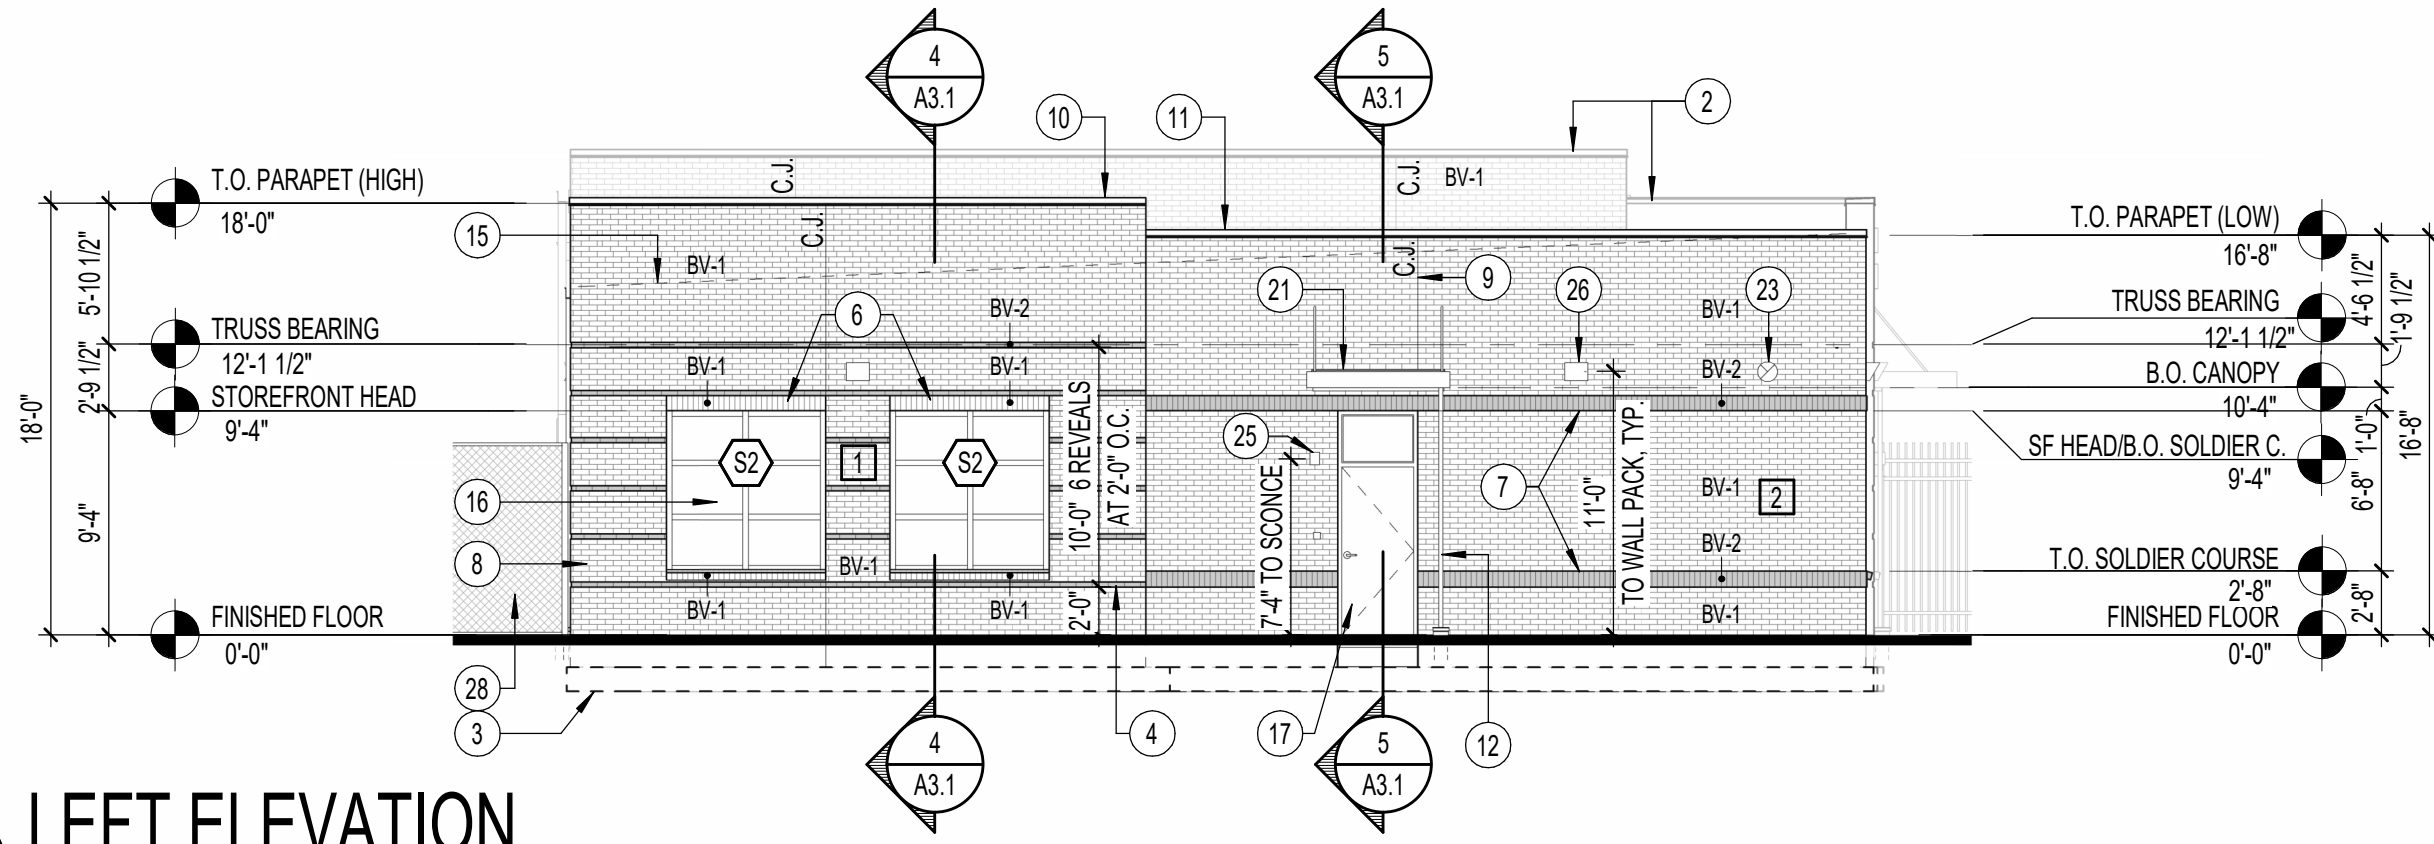 4
A3.1
5
A3.1
10
11
2
C.J.
C.J.
BV-1
T.O. PARAPET (HIGH)
18'-0"
T.O. PARAPET (LOW)
16'-8"
15
C.J.
C.J.
BV-1
9
21
26
23
5'-10 1/2"
4'-6 1/2"
1'-9 1/2"
6
BV-2
BV-1
TRUSS BEARING
12'-1 1/2"
TRUSS BEARING
12'-1 1/2"
BV-1
BV-1
BV-2
2'-9 1/2"
STOREFRONT HEAD
9'-4"
B.O. CANOPY
10'-4"
18'-0"
16'-8"
1'-0"
25
S2
1
S2
SF HEAD/B.O. SOLDIER C.
9'-4"
10'-0" 6 REVEALS
AT 2'-0" O.C.
7'-4" TO SCONCE
11'-0"
TO WALL PACK, TYP.
16
7
BV-1
2
6'-8"
9'-4"
8
BV-1
BV-2
T.O. SOLDIER COURSE
2'-8"
BV-1
BV-1
2'-0"
BV-1
2'-8"
FINISHED FLOOR
0'-0"
FINISHED FLOOR
0'-0"
28
3
4
17
12
4
A3.1
5
A3.1
LEFT ELEVATION